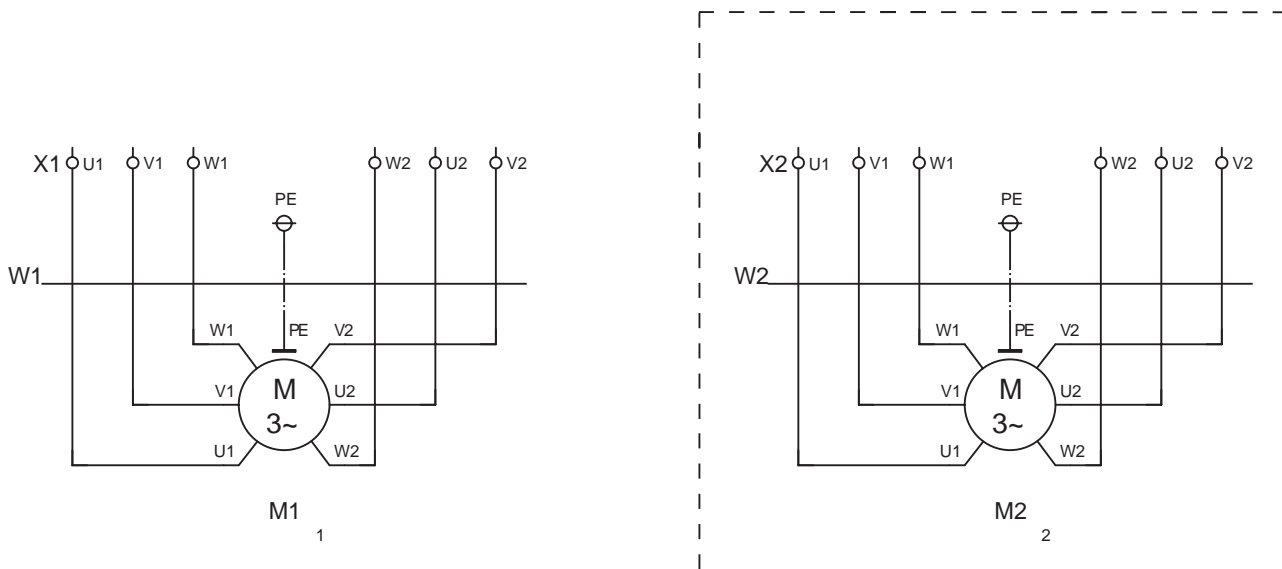 X1 U1 V1 W1 W2 U2 V2
PE
W1
W1 PE V2
V1 M U2
3~
U1 W2
M1
1
X2 U1 V1 W1 W2 U2 V2
PE
W2
W1 PE V2
V1 M U2
3~
U1 W2
M2
2